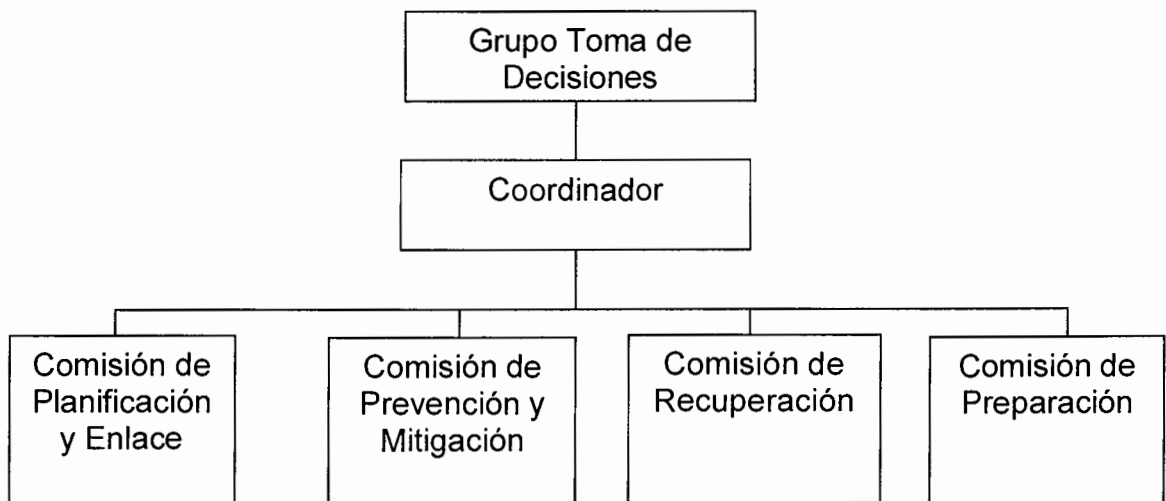 Grupo Toma de
Decisiones
Coordinador
Comisión de
Planificación
y Enlace
Comisión de
Prevención y
Mitigación
Comisión de
Recuperación
Comisión de
Preparación